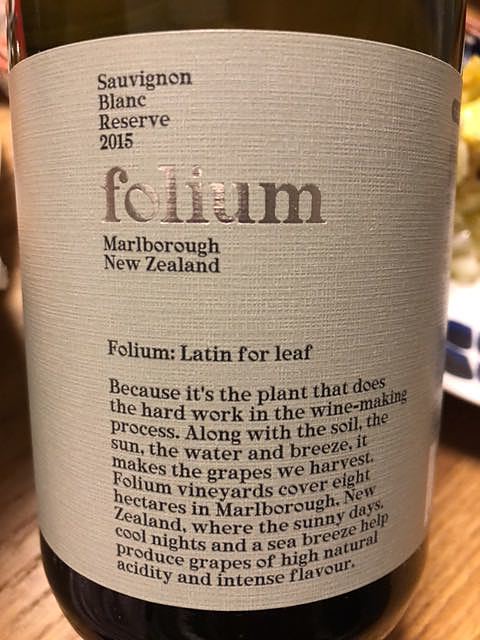 Sauvignon
Blanc
Reserve
2015
folium
Marlborough
New Zealand
Folium: Latin for leaf
Because it's the plant that does
the hard work in the wine-making
process. Along with the soil, the
sun, the water and breeze, it
makes the grapes we harvest.
Folium vineyards cover eight
hectares in Marlborough, New
Zealand, where the sunny days,
cool nights and a sea breeze help
produce grapes of high natural
acidity and intense flavour.